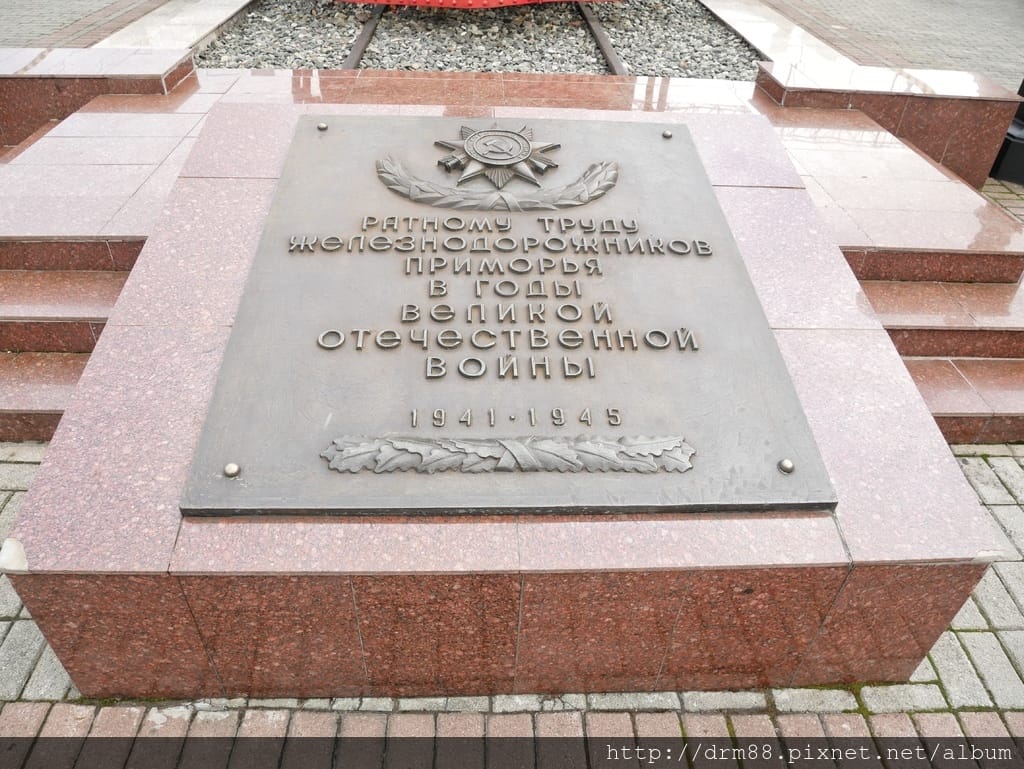 РАТНОМУ ТРУДУ
ЖЕЛЕЗНОДОРОЖНИКОВ
ПРИМОРЬЯ
В ГОДЫ
ВЕЛИКОЙ
ОТЕЧЕСТВЕННОЙ
ВОЙНЫ
1941·1945
http://drm88.pixnet.net/album